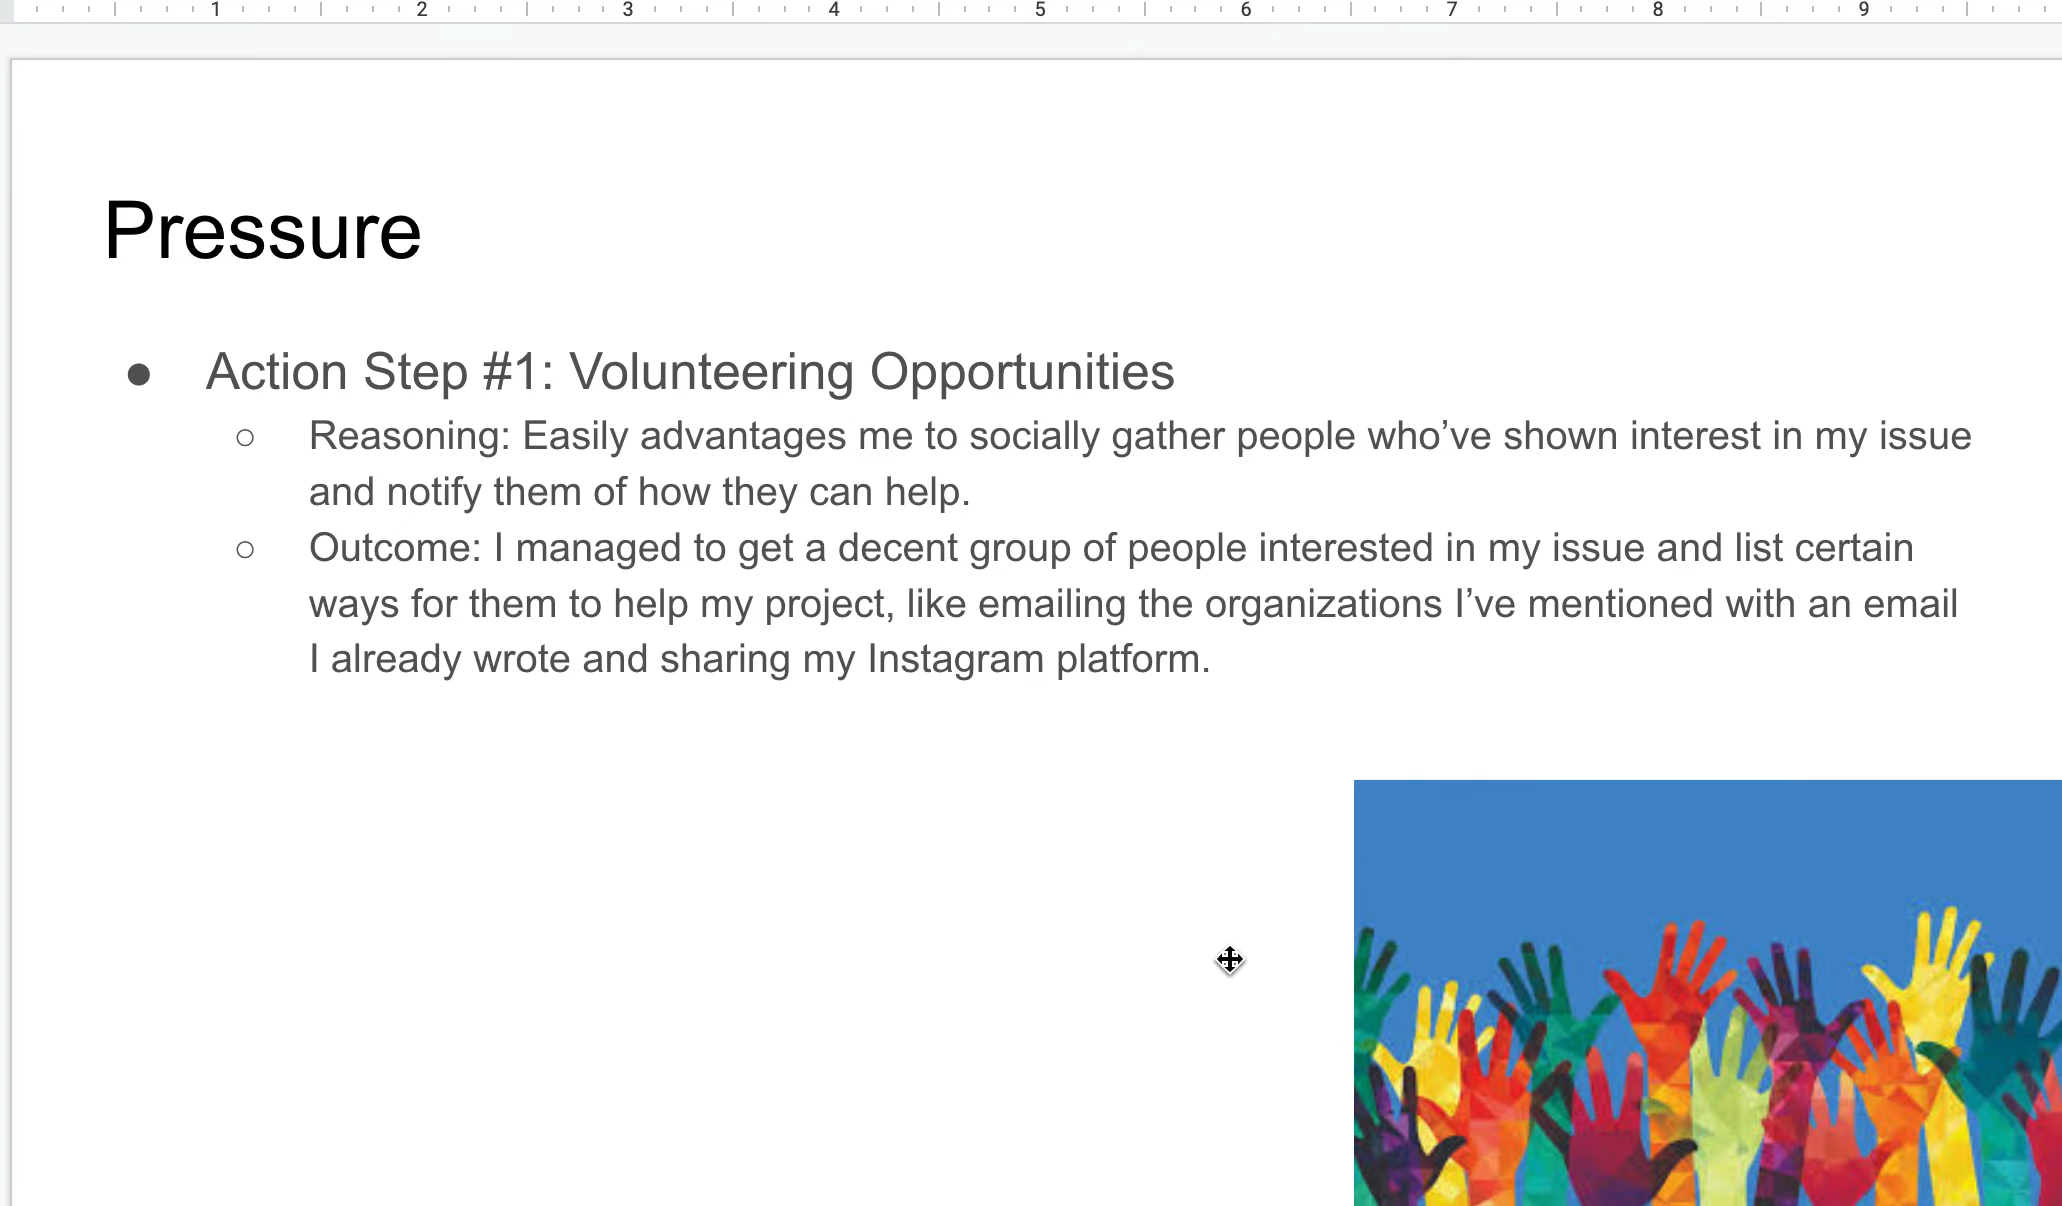 1 2 3 4 5 6 7 8 9
Pressure
● Action Step #1: Volunteering Opportunities
○ Reasoning: Easily advantages me to socially gather people who’ve shown interest in my issue
and notify them of how they can help.
○ Outcome: I managed to get a decent group of people interested in my issue and list certain
ways for them to help my project, like emailing the organizations I’ve mentioned with an email
I already wrote and sharing my Instagram platform.